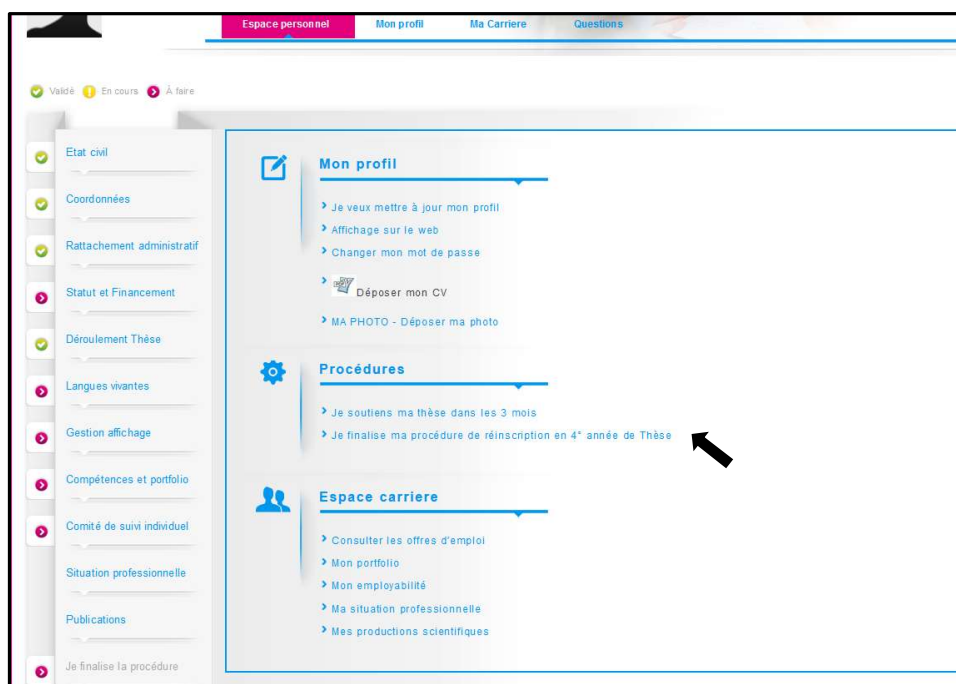 Espace personnel Mon profil Ma Carriere Questions
Validé En cours À faire
Etat civil
Coordonnées
Rattachement administratif
Statut et Financement
Déroulement Thèse
Langues vivantes
Gestion affichage
Compétences et portfolio
Comité de suivi individuel
Situation professionnelle
Publications
Je finalise la procédure
Mon profil
Je veux mettre à jour mon profil
Affichage sur le web
Changer mon mot de passe
Déposer mon CV
MA PHOTO - Déposer ma photo
Procédures
Je soutiens ma thèse dans les 3 mois
Je finalise ma procédure de réinscription en 4° année de Thèse
Espace carriere
Consulter les offres d'emploi
Mon portfolio
Mon employabilité
Ma situation professionnelle
Mes productions scientifiques